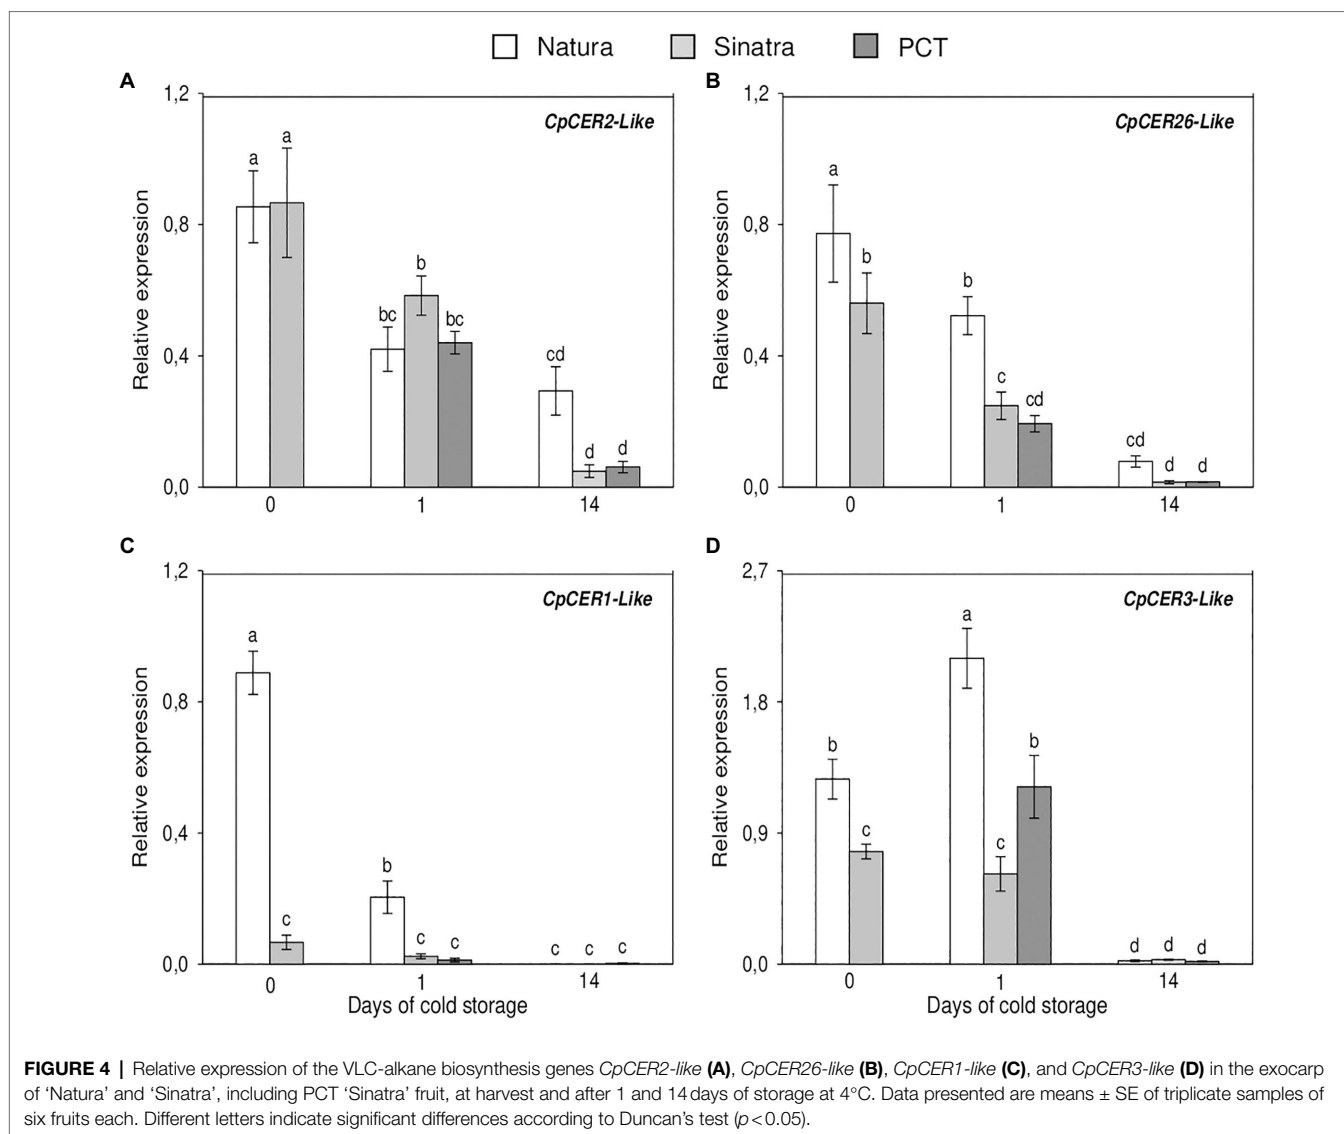 Natura Sinatra PCT
A B
1,2 1,2
CpCER2-Like CpCER26-Like
a a a
0,8 b 0,8 b b
Relative expression Relative expression
bc bc c
0,4 cd 0,4 cd
d d cd d d
0,0 0,0
0 1 14 0 1 14
C D
1,2 2,7
CpCER1-Like CpCER3-Like
a a
0,8 1,8
b b
Relative expression Relative expression
0,4 b 0,9 c c
c c c c c c d d d
0,0 0,0
0 1 14 0 1 14
Days of cold storage Days of cold storage
FIGURE 4 | Relative expression of the VLC-alkane biosynthesis genes CpCER2-like (A), CpCER26-like (B), CpCER1-like (C), and CpCER3-like (D) in the exocarp
of ‘Natura’ and ‘Sinatra’, including PCT ‘Sinatra’ fruit, at harvest and after 1 and 14 days of storage at 4°C. Data presented are means ± SE of triplicate samples of
six fruits each. Different letters indicate significant differences according to Duncan’s test (p < 0.05).